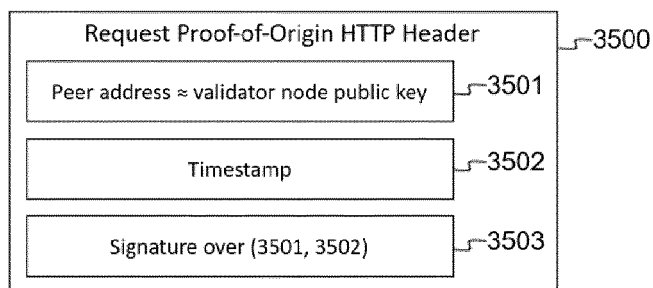 Request Proof-of-Origin HTTP Header
3500
Peer address ≈ validator node public key
3501
Timestamp
3502
Signature over (3501, 3502)
3503